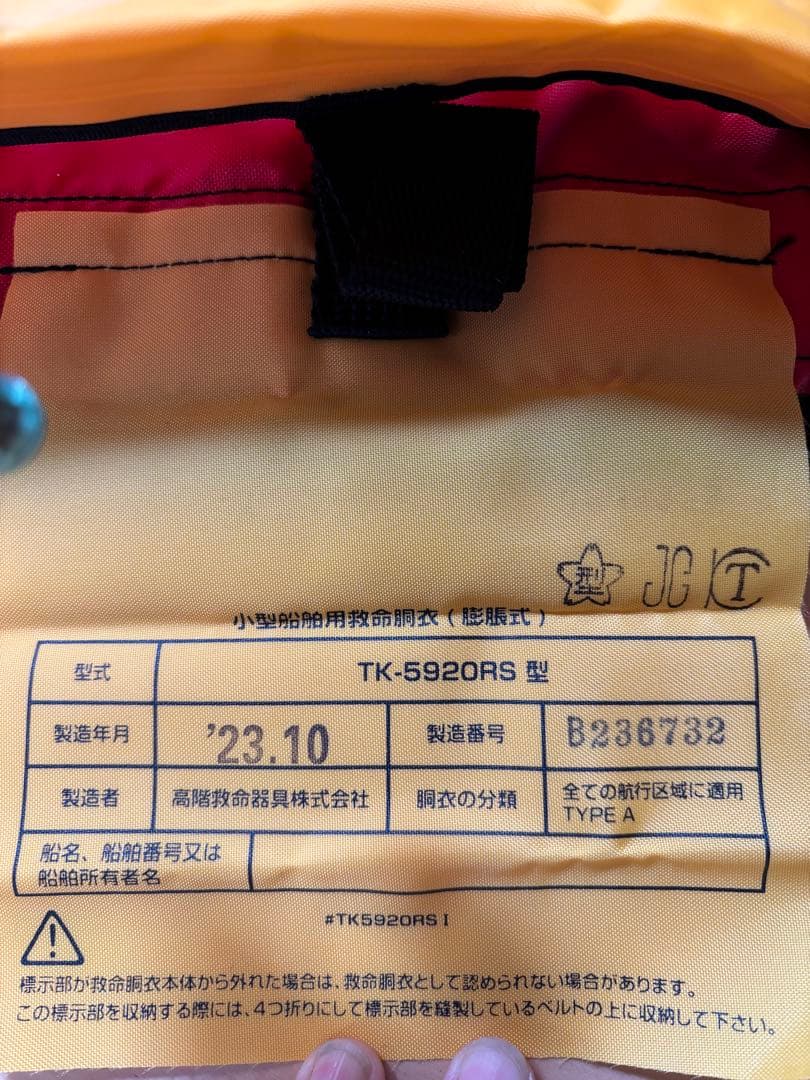 型 JCI T
小型船舶用救命胴衣(膨脹式)
型式 TK-5920RS 型
製造年月 '23.10 製造番号 B236732
製造者 高階救命器具株式会社 胴衣の分類 全ての航行区域に適用
TYPE A
船名、船舶番号又は
船舶所有者名
#TK5920RS I
標示部が救命胴衣本体から外れた場合は、救命胴衣として認められない場合があります。
この標示部を収納する際には、4つ折りにして標示部を縫製しているベルトの上に収納して下さい。